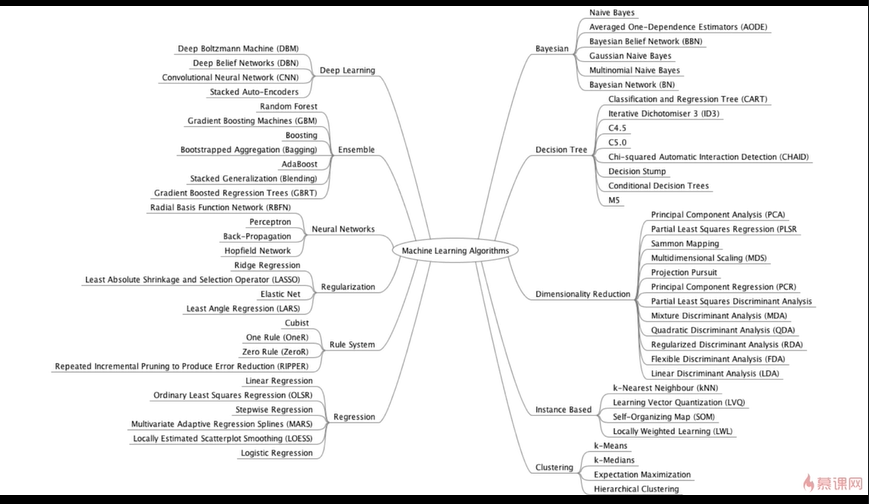 Deep Boltzmann Machine (DBM)
Deep Belief Networks (DBN)
Convolutional Neural Network (CNN)
Stacked Auto-Encoders
Deep Learning
Random Forest
Gradient Boosting Machines (GBM)
Boosting
Bootstrapped Aggregation (Bagging)
AdaBoost
Stacked Generalization (Blending)
Gradient Boosted Regression Trees (GBRT)
Ensemble
Radial Basis Function Network (RBFN)
Perceptron
Back-Propagation
Hopfield Network
Neural Networks
Ridge Regression
Least Absolute Shrinkage and Selection Operator (LASSO)
Elastic Net
Least Angle Regression (LARS)
Regularization
Cubist
One Rule (OneR)
Zero Rule (ZeroR)
Repeated Incremental Pruning to Produce Error Reduction (RIPPER)
Rule System
Linear Regression
Ordinary Least Squares Regression (OLSR)
Stepwise Regression
Multivariate Adaptive Regression Splines (MARS)
Locally Estimated Scatterplot Smoothing (LOESS)
Logistic Regression
Regression
Machine Learning Algorithms
Bayesian
Naive Bayes
Averaged One-Dependence Estimators (AODE)
Bayesian Belief Network (BBN)
Gaussian Naive Bayes
Multinomial Naive Bayes
Bayesian Network (BN)
Decision Tree
Classification and Regression Tree (CART)
Iterative Dichotomiser 3 (ID3)
C4.5
C5.0
Chi-squared Automatic Interaction Detection (CHAID)
Decision Stump
Conditional Decision Trees
M5
Dimensionality Reduction
Principal Component Analysis (PCA)
Partial Least Squares Regression (PLSR
Sammon Mapping
Multidimensional Scaling (MDS)
Projection Pursuit
Principal Component Regression (PCR)
Partial Least Squares Discriminant Analysis
Mixture Discriminant Analysis (MDA)
Quadratic Discriminant Analysis (QDA)
Regularized Discriminant Analysis (RDA)
Flexible Discriminant Analysis (FDA)
Linear Discriminant Analysis (LDA)
Instance Based
k-Nearest Neighbour (kNN)
Learning Vector Quantization (LVQ)
Self-Organizing Map (SOM)
Locally Weighted Learning (LWL)
Clustering
k-Means
k-Medians
Expectation Maximization
Hierarchical Clustering
慕课网